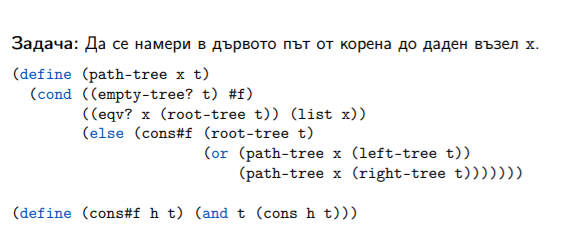 Задача: Да се намери в дървото път от корена до даден възел x.
(define (path-tree x t)
  (cond ((empty-tree? t) #f)
        ((eqv? x (root-tree t)) (list x))
        (else (cons#f (root-tree t)
                      (or (path-tree x (left-tree t))
                          (path-tree x (right-tree t)))))))
(define (cons#f h t) (and t (cons h t)))